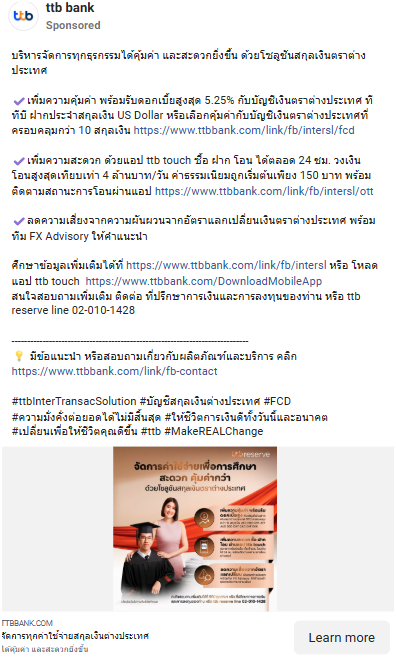 ttb bank
Sponsored
บริหารจัดการทุกธุรกรรมได้คุ้มค่า และสะดวกยิ่งขึ้น ด้วยโซลูชันสกุลเงินตราต่าง
ประเทศ
✔เพิ่มความคุ้มค่า พร้อมรับดอกเบี้ยสูงสุด 5.25% กับบัญชีเงินตราต่างประเทศ ที
ทีบี ฝากประจำสกุลเงิน US Dollar หรือเลือกคุ้มค่ากับบัญชีเงินตราต่างประเทศที่
ครอบคลุมกว่า 10 สกุลเงิน https://www.ttbbank.com/link/fb/intersl/fcd
✔เพิ่มความสะดวก ด้วยแอป ttb touch ซื้อ ฝาก โอน ได้ตลอด 24 ชม. วงเงิน
โอนสูงสุดเทียบเท่า 4 ล้านบาท/วัน ค่าธรรมเนียมถูกเริ่มต้นเพียง 150 บาท พร้อม
ติดตามสถานะการโอนผ่านแอป https://www.ttbbank.com/link/fb/intersl/ott
✔ลดความเสี่ยงจากความผันผวนจากอัตราแลกเปลี่ยนเงินตราต่างประเทศ พร้อม
ทีม FX Advisory ให้คำแนะนำ
ศึกษาข้อมูลเพิ่มเติมได้ที่ https://www.ttbbank.com/link/fb/intersl หรือ โหลด
แอป ttb touch https://www.ttbbank.com/DownloadMobileApp
สนใจสอบถามเพิ่มเติม ติดต่อ ที่ปรึกษาการเงินและการลงทุนของท่าน หรือ ttb
reserve line 02-010-1428
------------------------------------------------------------
💡 มีข้อแนะนำ หรือสอบถามเกี่ยวกับผลิตภัณฑ์และบริการ คลิก
https://www.ttbbank.com/link/fb-contact
#ttbInterTransacSolution #บัญชีสกุลเงินต่างประเทศ #FCD
#ความมั่งคั่งต่อยอดได้ไม่มีสิ้นสุด #ให้ชีวิตการเงินดีทั้งวันนี้และอนาคต
#เปลี่ยนเพื่อให้ชีวิตคุณดีขึ้น #ttb #MakeREALChange
ttb reserve
จัดการค่าใช้จ่ายเพื่อการศึกษา
สะดวก คุ้มค่ากว่า
ด้วยโซลูชันสกุลเงินตราต่างประเทศ
02-010-1428
TTBBANK.COM
จัดการทุกค่าใช้จ่ายสกุลเงินต่างประเทศ
ได้คุ้มค่า และสะดวกยิ่งขึ้น
Learn more